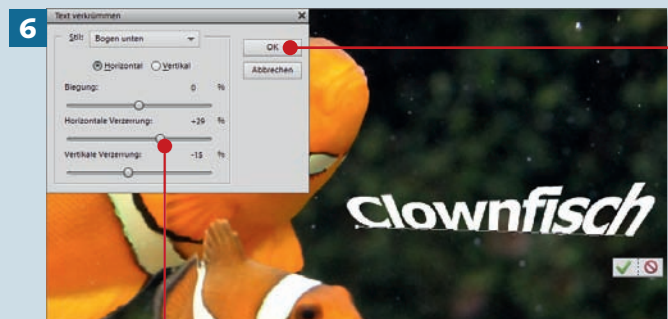 6
Text verkrümmen
Stil: Bogen unten
OK
Horizontal Vertikal
Abbrechen
Biegung: 0 %
Horizontale Verzerrung: +29 %
Vertikale Verzerrung: -15 %
Clownfisch